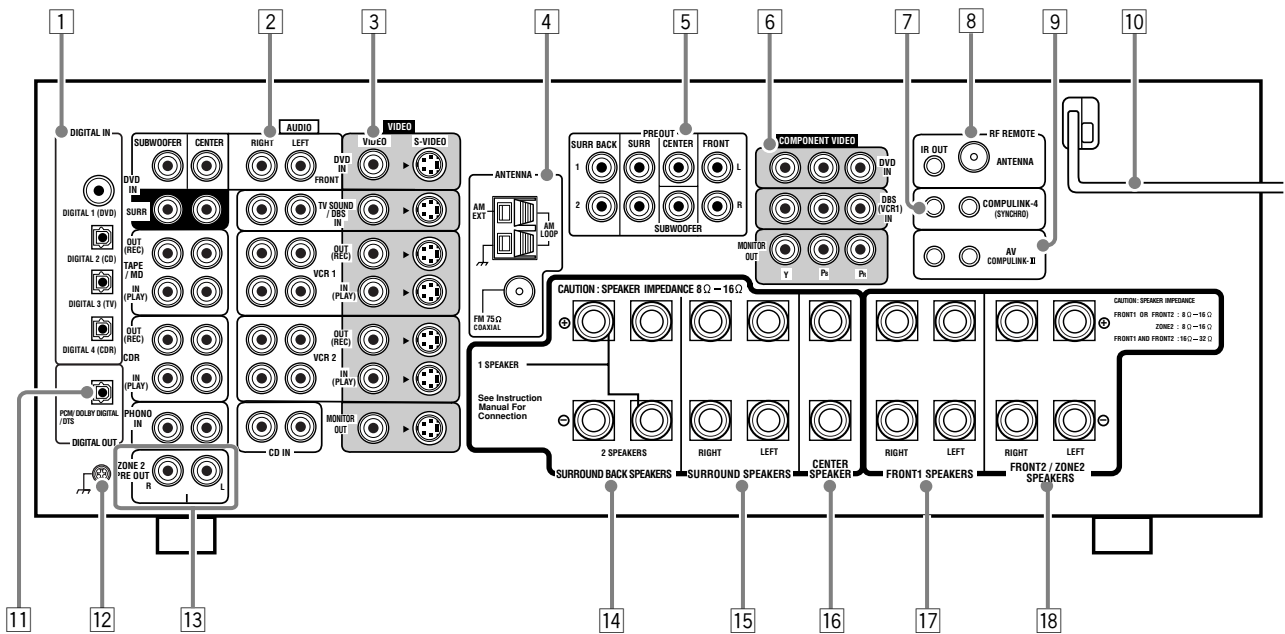 1 2 3 4 5 6 7 8 9 10
DIGITAL IN
DIGITAL 1 (DVD)
DIGITAL 2 (CD)
DIGITAL 3 (TV)
DIGITAL 4 (CDR)
PCM/ DOLBY DIGITAL
/ DTS
DIGITAL OUT
SUBWOOFER CENTER
DVD
IN
SURR
OUT
(REC)
TAPE
/ MD
IN
(PLAY)
OUT
(REC)
CDR
IN
(PLAY)
PHONO
IN
ZONE 2
PRE OUT
R L
AUDIO
RIGHT LEFT
FRONT
TV SOUND
/ DBS
IN
VCR 1
VCR 2
CD IN
VIDEO
VIDEO S-VIDEO
DVD
IN
OUT
(REC)
IN
(PLAY)
OUT
(REC)
IN
(PLAY)
MONITOR
OUT
ANTENNA
AM
EXT
AM
LOOP
FM 75Ω
COAXIAL
PREOUT
SURR BACK SURR CENTER FRONT
1 L
2 R
SUBWOOFER
COMPONENT VIDEO
DVD
IN
DBS
(VCR1)
IN
MONITOR
OUT
Y PB PR
RF REMOTE
IR OUT
ANTENNA
COMPULINK-4
(SYNCHRO)
AV
COMPULINK-II
CAUTION : SPEAKER IMPEDANCE 8Ω – 16Ω
⊕
1 SPEAKER
See Instruction
Manual For
Connection
⊖
2 SPEAKERS
SURROUND BACK SPEAKERS
RIGHT LEFT
SURROUND SPEAKERS
CENTER
SPEAKER
RIGHT LEFT
FRONT1 SPEAKERS
RIGHT LEFT
FRONT2 / ZONE2
SPEAKERS
⊕
⊖
CAUTION : SPEAKER IMPEDANCE
FRONT1 OR FRONT2 : 8Ω – 16Ω
ZONE2 : 8Ω – 16Ω
FRONT1 AND FRONT2 : 16Ω – 32Ω
11 12 13 14 15 16 17 18